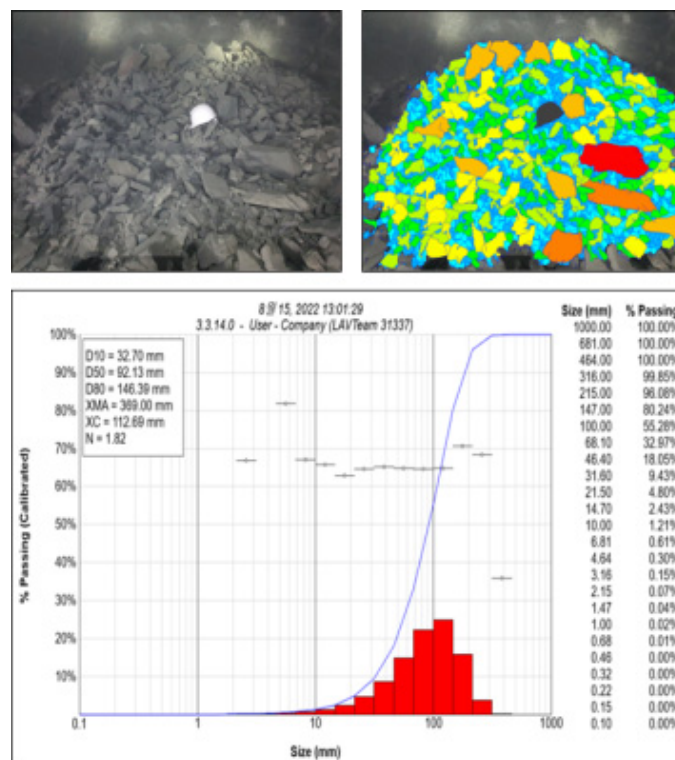 8월 15, 2022 13:01:29
3.3.14.0 - User - Company (LAVTeam 31337)
D10 = 32.70 mm
D50 = 92.13 mm
D80 = 146.39 mm
XMA = 369.00 mm
XC = 112.69 mm
N = 1.82
% Passing (Calibrated)
100%
90%
80%
70%
60%
50%
40%
30%
20%
10%
0.1 1 10 100 1000
Size (mm)
Size (mm) % Passing
1000.00 100.00%
681.00 100.00%
464.00 100.00%
316.00 99.85%
215.00 96.08%
147.00 80.24%
100.00 55.28%
68.10 32.97%
46.40 18.05%
31.60 9.43%
21.50 4.80%
14.70 2.43%
10.00 1.21%
6.81 0.61%
4.64 0.30%
3.16 0.15%
2.15 0.07%
1.47 0.04%
1.00 0.02%
0.68 0.01%
0.46 0.00%
0.32 0.00%
0.22 0.00%
0.15 0.00%
0.10 0.00%